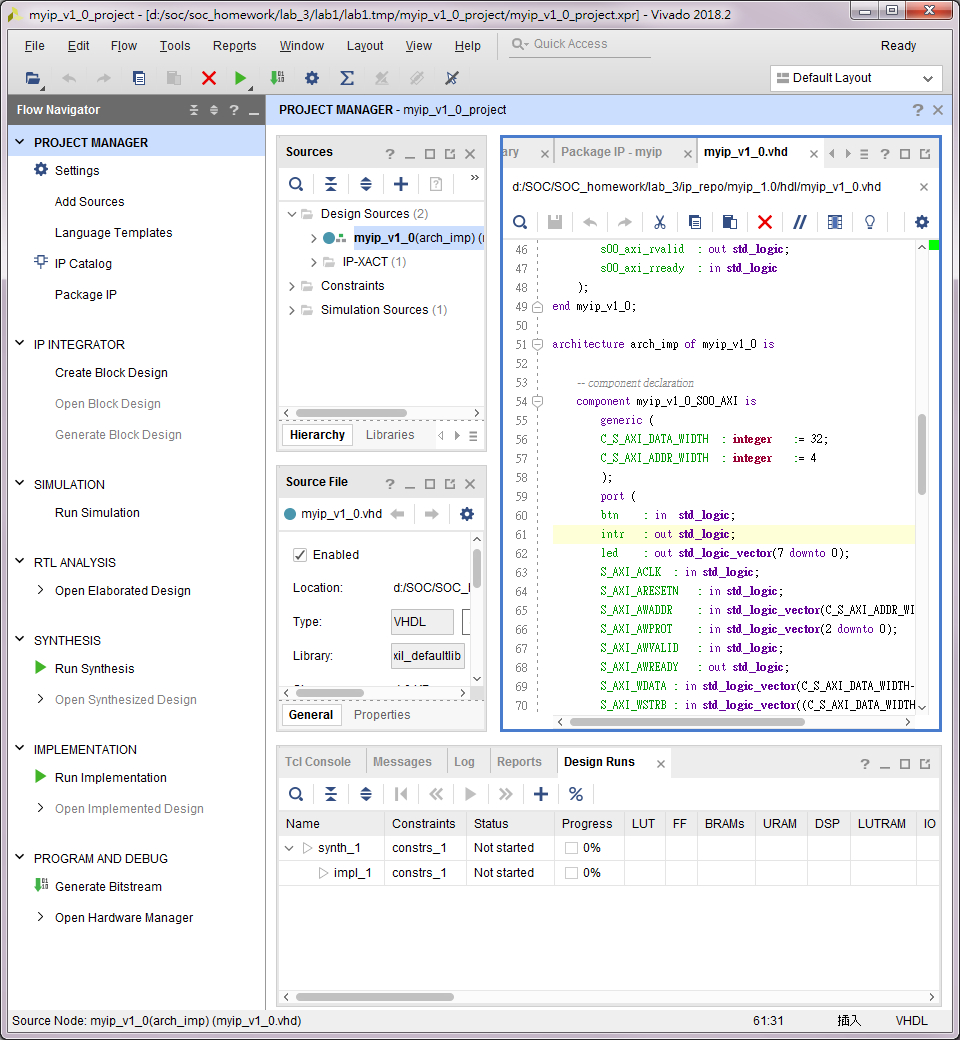 myip_v1_0_project - [d:/soc/soc_homework/lab_3/lab1/lab1.tmp/myip_v1_0_project/myip_v1_0_project.xpr] - Vivado 2018.2
File Edit Flow Tools Reports Window Layout View Help Quick Access Ready
Default Layout
Flow Navigator
PROJECT MANAGER
Settings
Add Sources
Language Templates
IP Catalog
Package IP
IP INTEGRATOR
Create Block Design
Open Block Design
Generate Block Design
SIMULATION
Run Simulation
RTL ANALYSIS
Open Elaborated Design
SYNTHESIS
Run Synthesis
Open Synthesized Design
IMPLEMENTATION
Run Implementation
Open Implemented Design
PROGRAM AND DEBUG
Generate Bitstream
Open Hardware Manager
PROJECT MANAGER - myip_v1_0_project
Sources
Design Sources (2)
myip_v1_0(arch_imp) (
IP-XACT (1)
Constraints
Simulation Sources (1)
Hierarchy Libraries
Source File
myip_v1_0.vhd
Enabled
Location: d:/SOC/SOC_
Type: VHDL
Library: xil_defaultlib
General Properties
ary Package IP - myip myip_v1_0.vhd
d:/SOC/SOC_homework/lab_3/ip_repo/myip_1.0/hdl/myip_v1_0.vhd
46 s00_axi_rvalid : out std_logic;
47 s00_axi_rready : in std_logic
48 );
49 end myip_v1_0;
50
51 architecture arch_imp of myip_v1_0 is
52
53 -- component declaration
54 component myip_v1_0_S00_AXI is
55 generic (
56 C_S_AXI_DATA_WIDTH : integer := 32;
57 C_S_AXI_ADDR_WIDTH : integer := 4
58 );
59 port (
60 btn : in std_logic;
61 intr : out std_logic;
62 led : out std_logic_vector(7 downto 0);
63 S_AXI_ACLK : in std_logic;
64 S_AXI_ARESETN : in std_logic;
65 S_AXI_AWADDR : in std_logic_vector(C_S_AXI_ADDR_WI
66 S_AXI_AWPROT : in std_logic_vector(2 downto 0);
67 S_AXI_AWVALID : in std_logic;
68 S_AXI_AWREADY : out std_logic;
69 S_AXI_WDATA : in std_logic_vector(C_S_AXI_DATA_WIDTH-
70 S_AXI_WSTRB : in std_logic_vector((C_S_AXI_DATA_WIDTH
Tcl Console Messages Log Reports Design Runs
Name Constraints Status Progress LUT FF BRAMs URAM DSP LUTRAM IO
synth_1 constrs_1 Not started 0%
impl_1 constrs_1 Not started 0%
Source Node: myip_v1_0(arch_imp) (myip_v1_0.vhd) 61:31 插入 VHDL